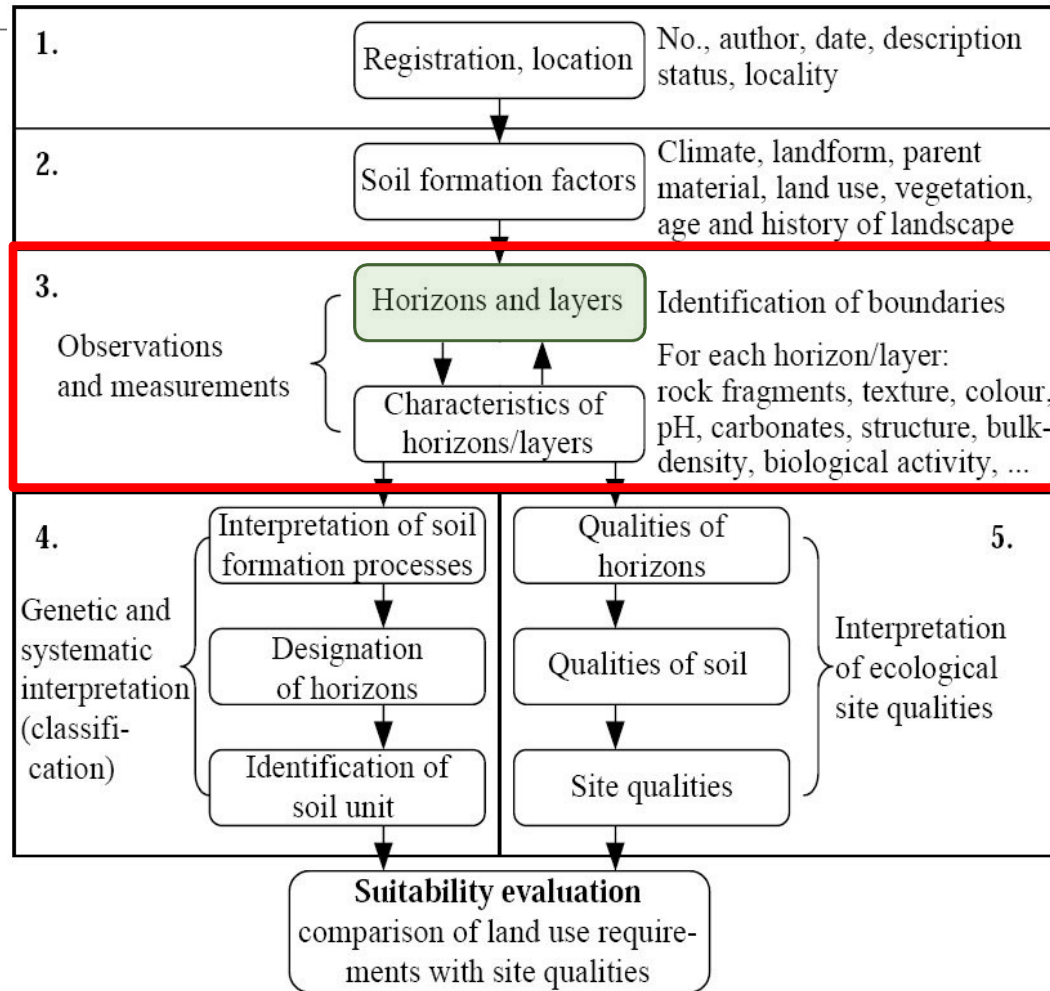 1.
Registration, location
No., author, date, description
status, locality
2.
Soil formation factors
Climate, landform, parent
material, land use, vegetation,
age and history of landscape
3.
Observations
and measurements
Horizons and layers
Identification of boundaries
Characteristics of
horizons/layers
For each horizon/layer:
rock fragments, texture, colour,
pH, carbonates, structure, bulk-
density, biological activity, ...
4.
Genetic and
systematic
interpretation
(classifi-
cation)
Interpretation of soil
formation processes
Designation
of horizons
Identification of
soil unit
5.
Qualities of
horizons
Qualities of soil
Site qualities
Interpretation
of ecological
site qualities
Suitability evaluation
comparison of land use require-
ments with site qualities